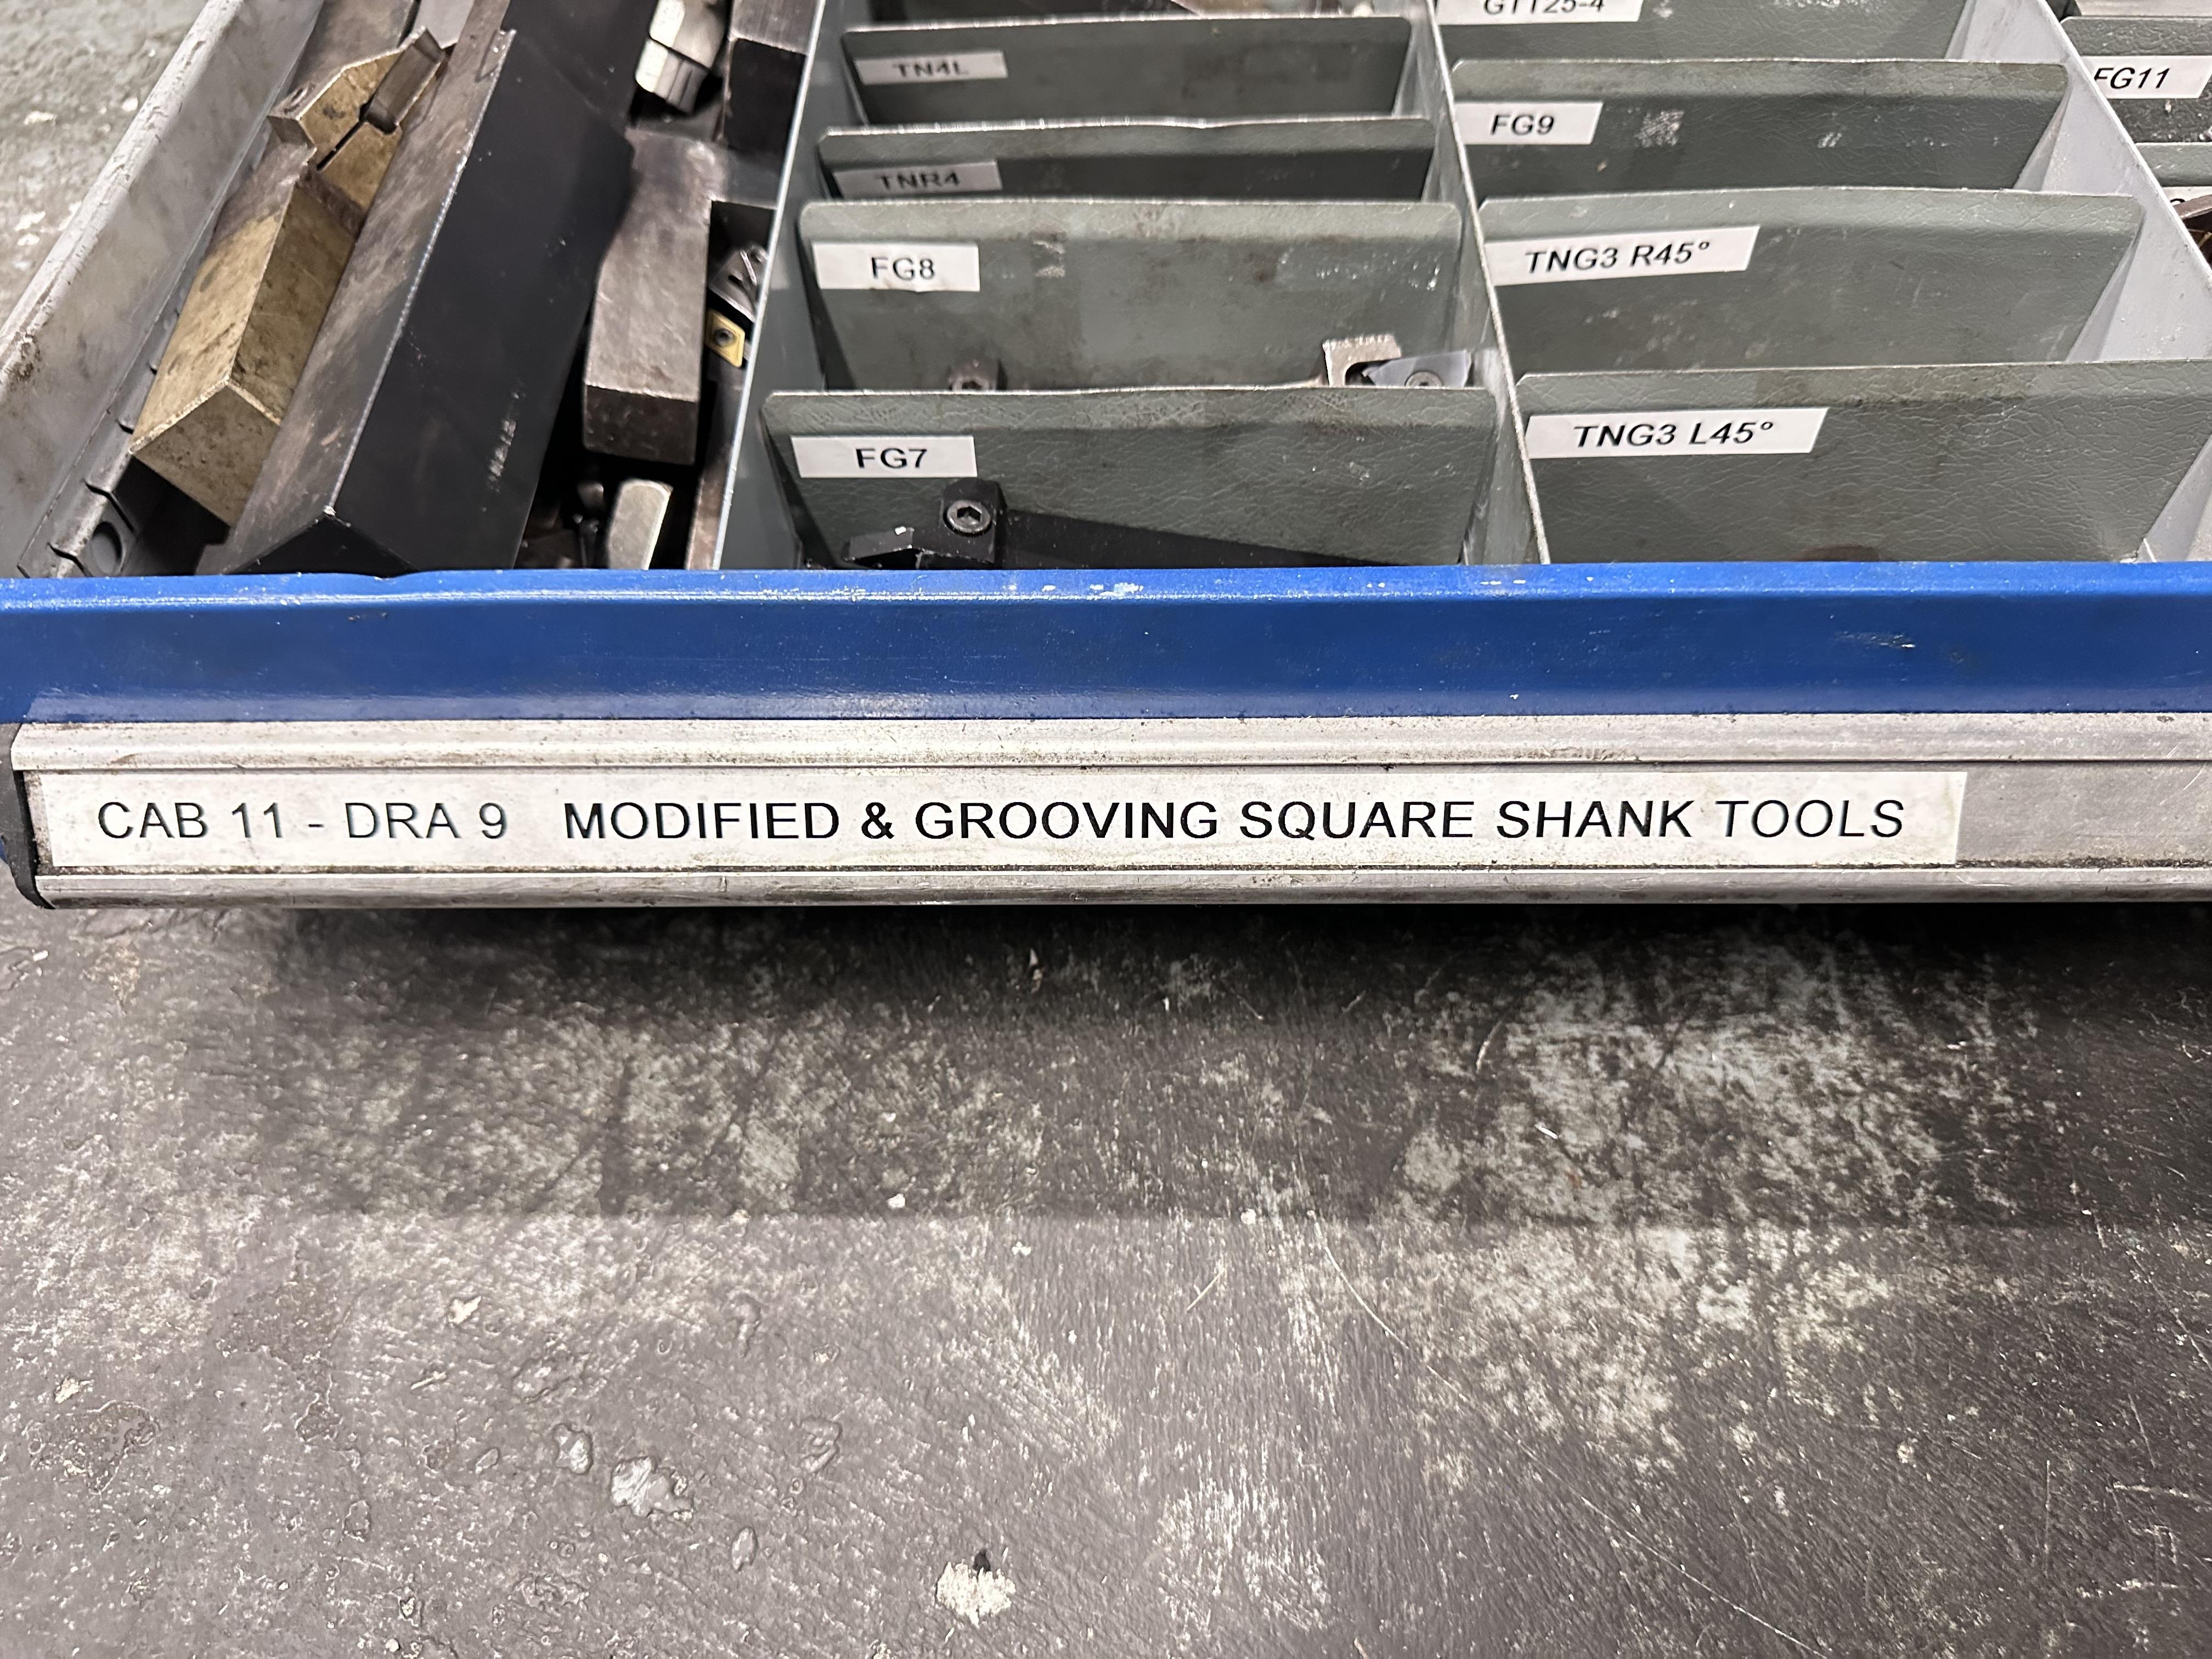 GTT25-4
TN4L
FG9
FG11
TNR4
FG8
TNG3 R45°
FG7
TNG3 L45°
CAB 11 - DRA 9 MODIFIED & GROOVING SQUARE SHANK TOOLS